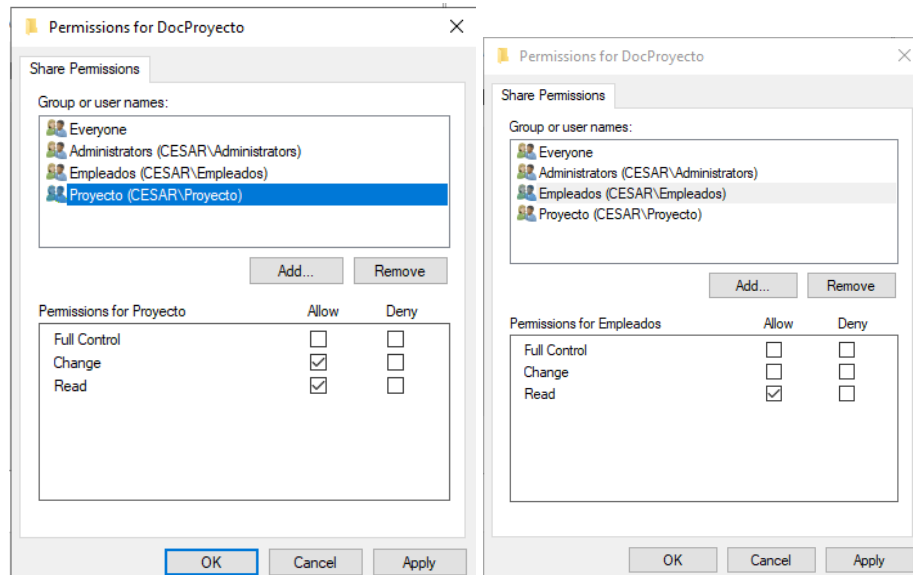 Permissions for DocProyecto
Share Permissions
Group or user names:
Everyone
Administrators (CESAR\Administrators)
Empleados (CESAR\Empleados)
Proyecto (CESAR\Proyecto)
Add... Remove
Permissions for Proyecto Allow Deny
Full Control
Change
Read
OK Cancel Apply
Permissions for DocProyecto
Share Permissions
Group or user names:
Everyone
Administrators (CESAR\Administrators)
Empleados (CESAR\Empleados)
Proyecto (CESAR\Proyecto)
Add... Remove
Permissions for Empleados Allow Deny
Full Control
Change
Read
OK Cancel Apply